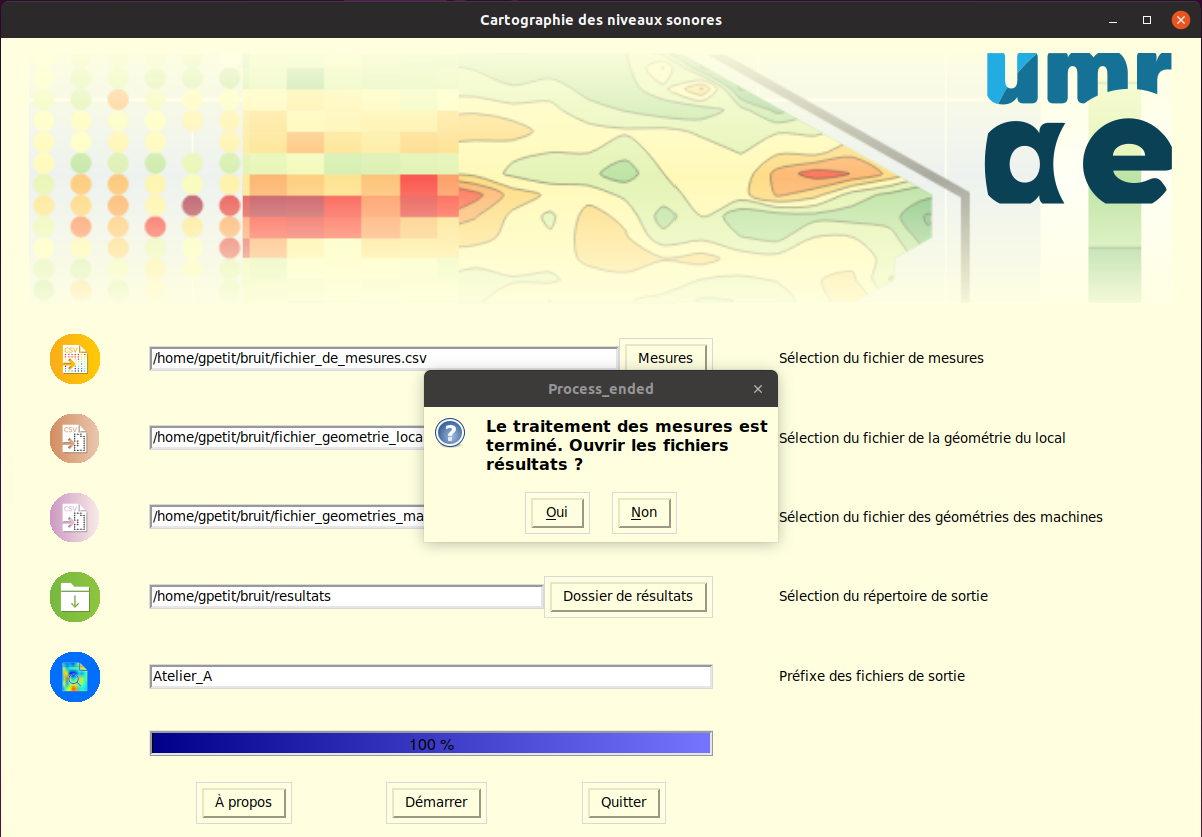 Cartographie des niveaux sonores
umr
ae
CSV
/home/gpetit/bruit/fichier_de_mesures.csv
Mesures
Sélection du fichier de mesures
Process_ended
Le traitement des mesures est
terminé. Ouvrir les fichiers
résultats ?
Oui
Non
CSV
/home/gpetit/bruit/fichier_geometrie_loca
Sélection du fichier de la géométrie du local
CSV
/home/gpetit/bruit/fichier_geometries_ma
Sélection du fichier des géométries des machines
/home/gpetit/bruit/resultats
Dossier de résultats
Sélection du répertoire de sortie
Atelier_A
Préfixe des fichiers de sortie
100 %
À propos
Démarrer
Quitter